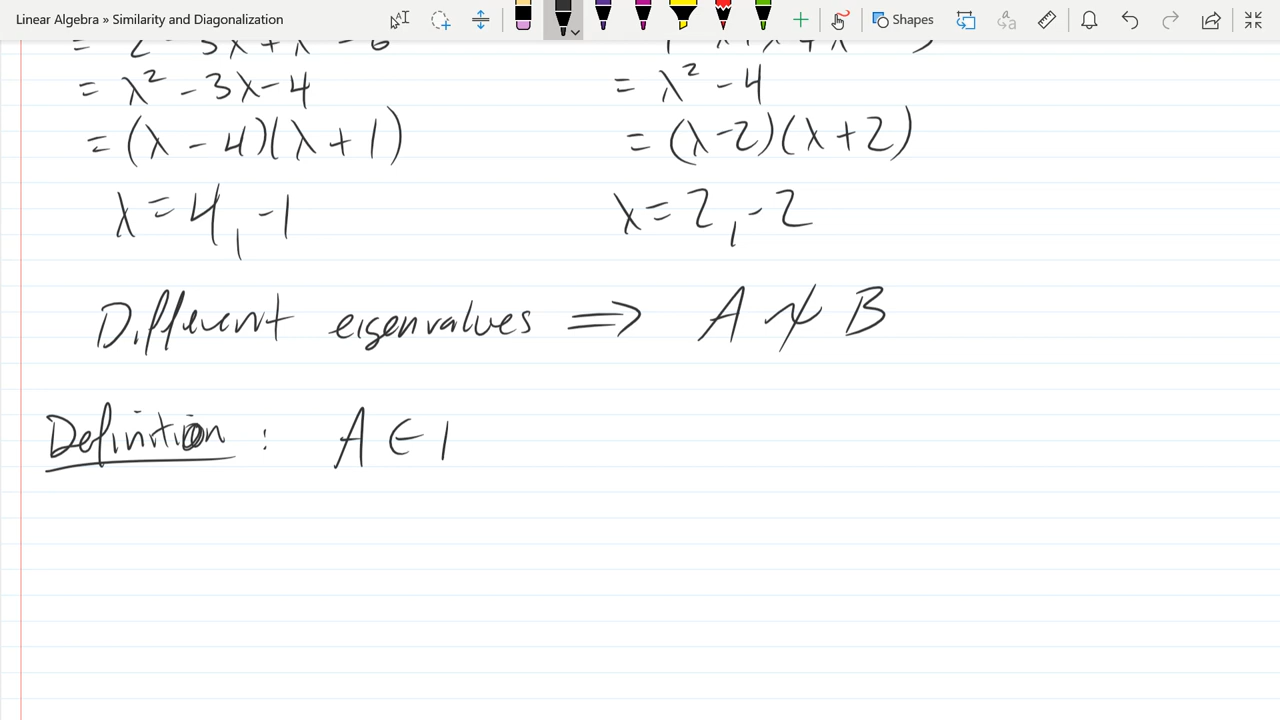 Linear Algebra » Similarity and Diagonalization
Shapes
= λ² - 3λ - 4
= λ² - 4
= (λ - 4)(λ + 1)
= (λ-2)(λ+2)
λ = 4, -1
λ = 2, -2
Different eigenvalues ⟹ A ≁ B
Definition : A ∈